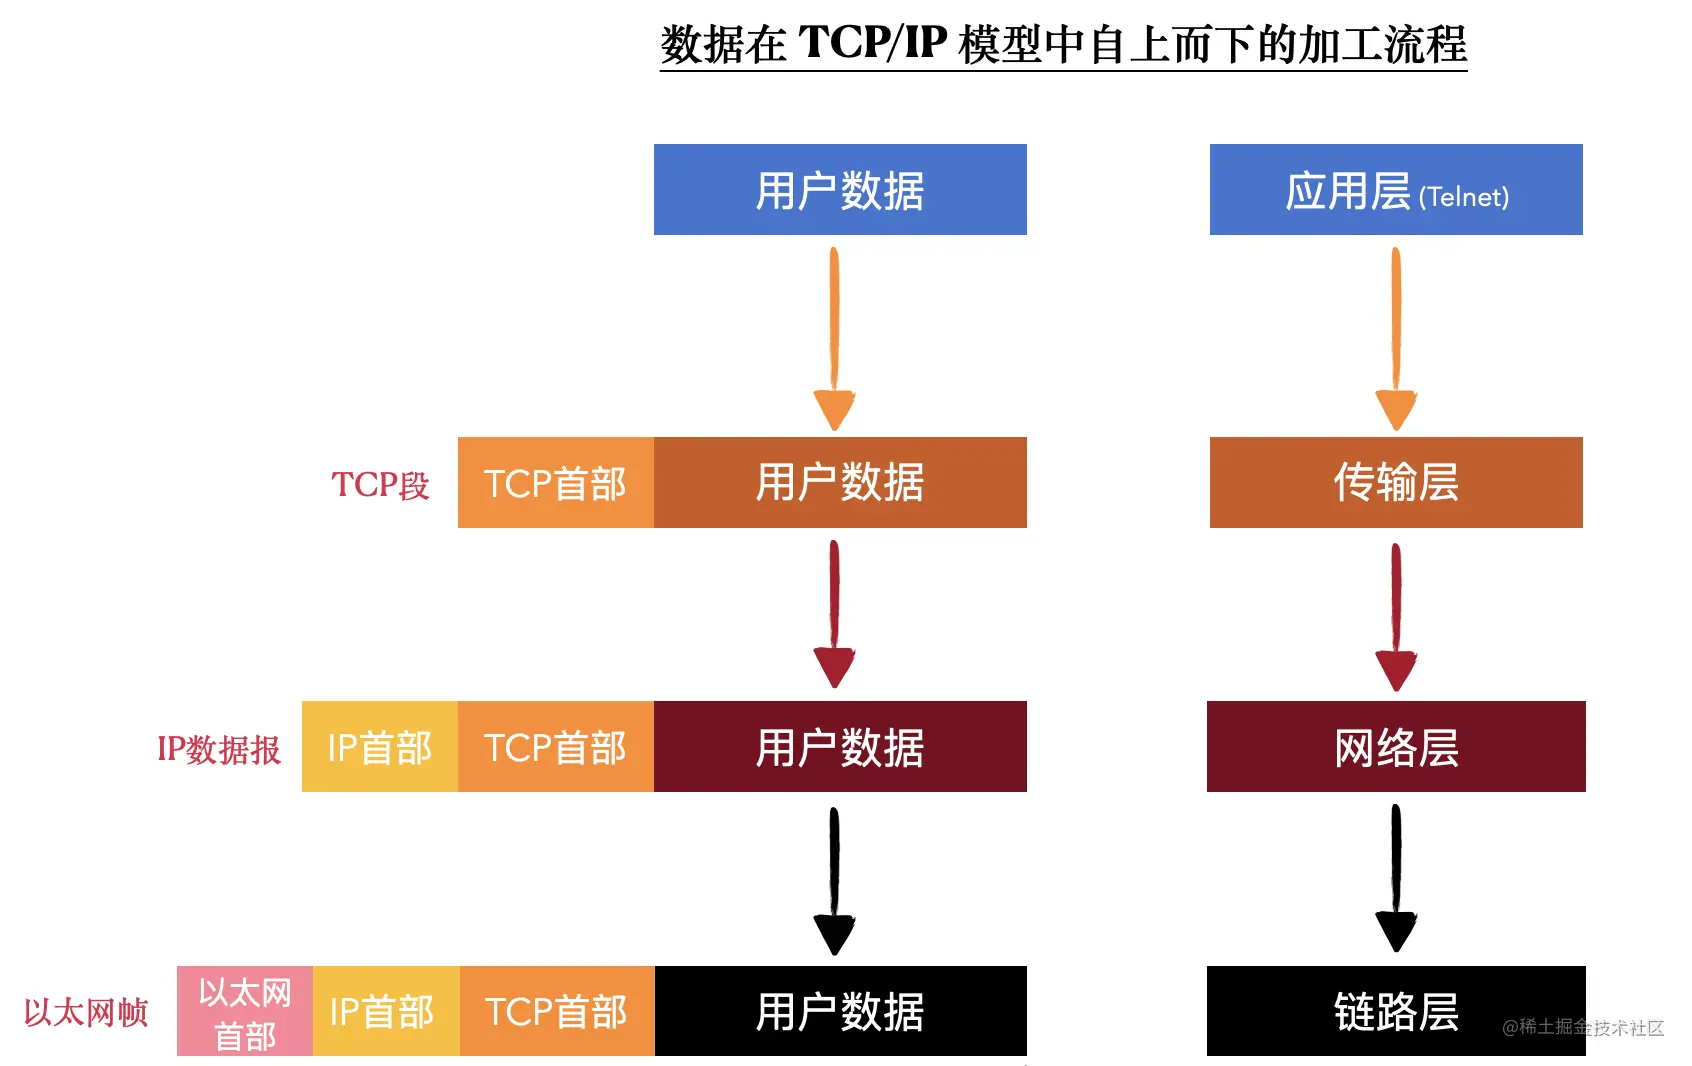 数据在 TCP/IP 模型中自上而下的加工流程
用户数据
应用层 (Telnet)
TCP段
TCP首部
用户数据
传输层
IP数据报
IP首部
TCP首部
用户数据
网络层
以太网帧
以太网
首部
IP首部
TCP首部
用户数据
链路层
@稀土掘金技术社区